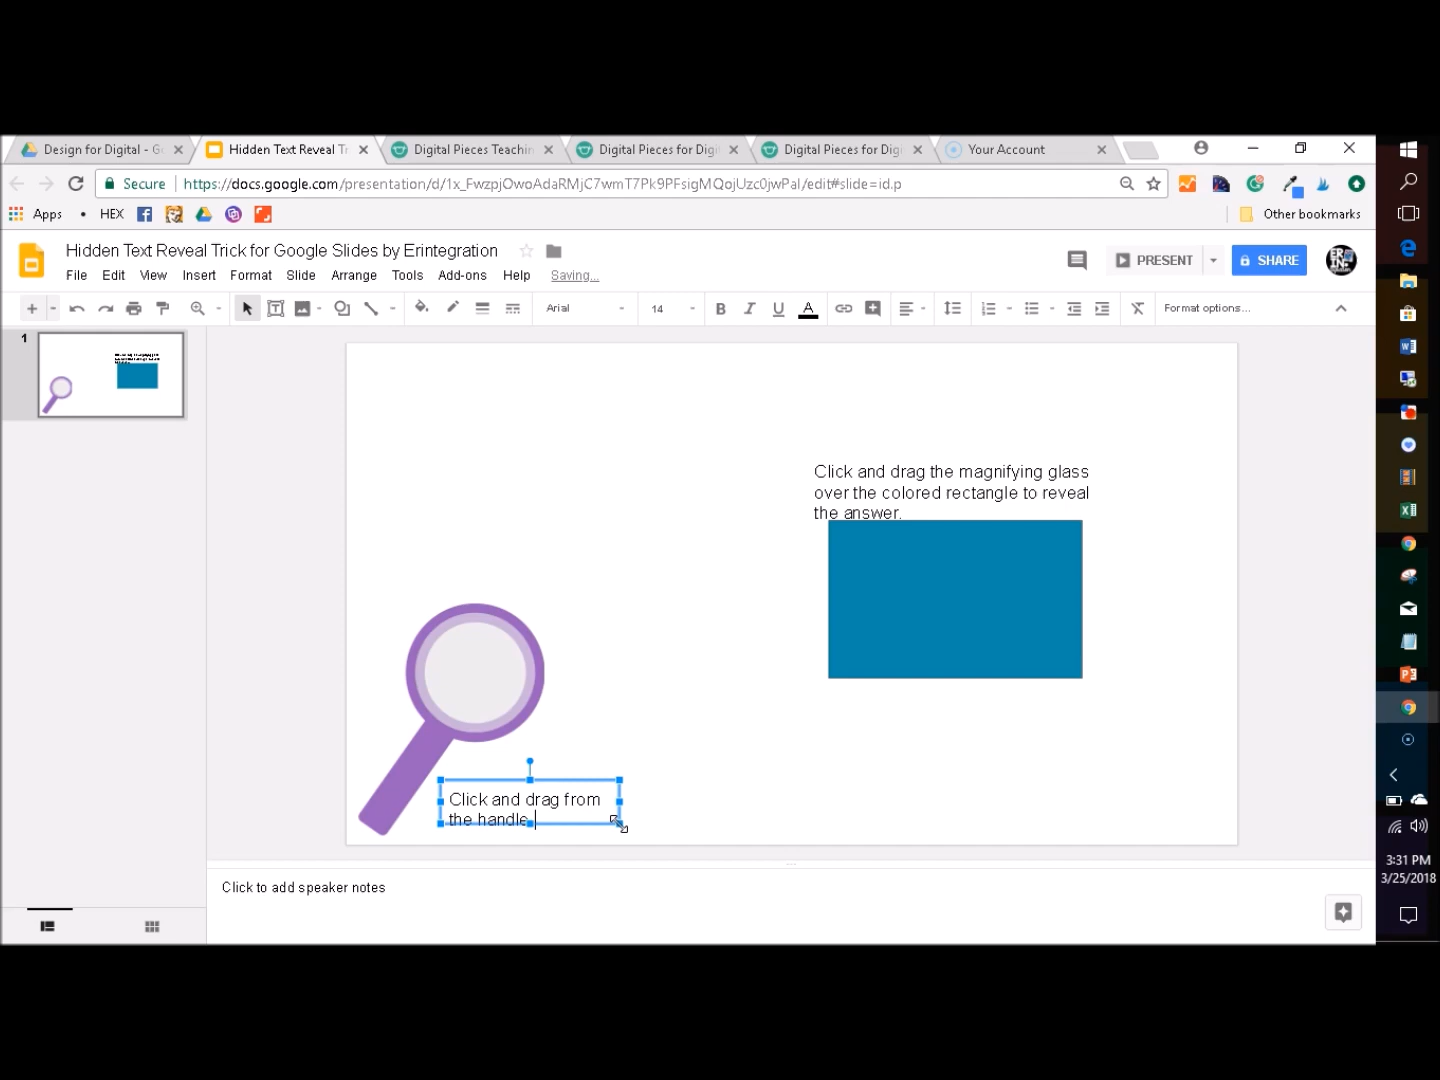 Design for Digital - G
Hidden Text Reveal Tr
Digital Pieces Teachin
Digital Pieces for Digi
Digital Pieces for Dig
Your Account
Secure
https://docs.google.com/presentation/d/1x_FwzpjOwoAdaRMjC7wmT7Pk9PFsigMQojUzc0jwPaI/edit#slide=id.p
Apps
HEX
Other bookmarks
Hidden Text Reveal Trick for Google Slides by Erintegration
File Edit View Insert Format Slide Arrange Tools Add-ons Help Saving...
PRESENT
SHARE
Arial
14
B I U A
Format options...
1
Click and drag the magnifying glass
over the colored rectangle to reveal
the answer.
Click and drag from
the handle
Click to add speaker notes
3:31 PM
3/25/2018